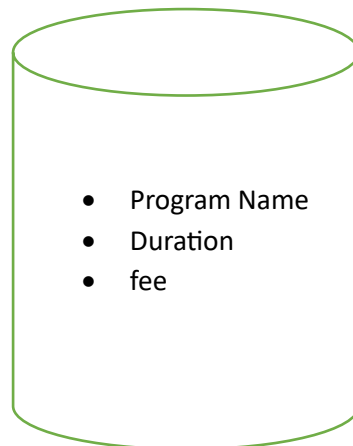 • Program Name
• Duration
• fee